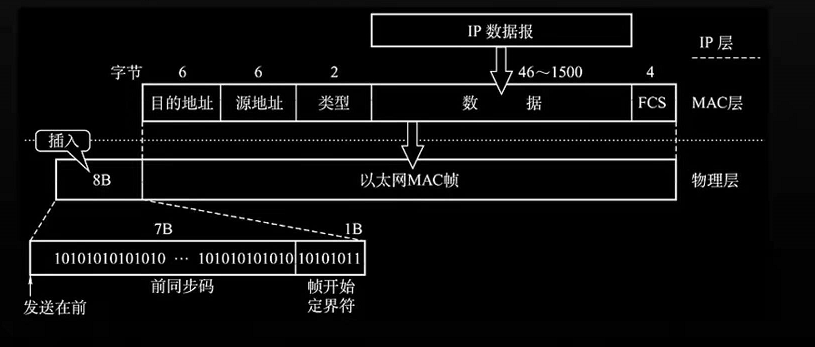 IP 数据报
IP 层
字节 6 6 2 46～1500 4
目的地址 源地址 类型 数 据 FCS MAC层
插入
8B 以太网MAC帧 物理层
7B 1B
10101010101010 … 101010101010 10101011
前同步码 帧开始
定界符
发送在前